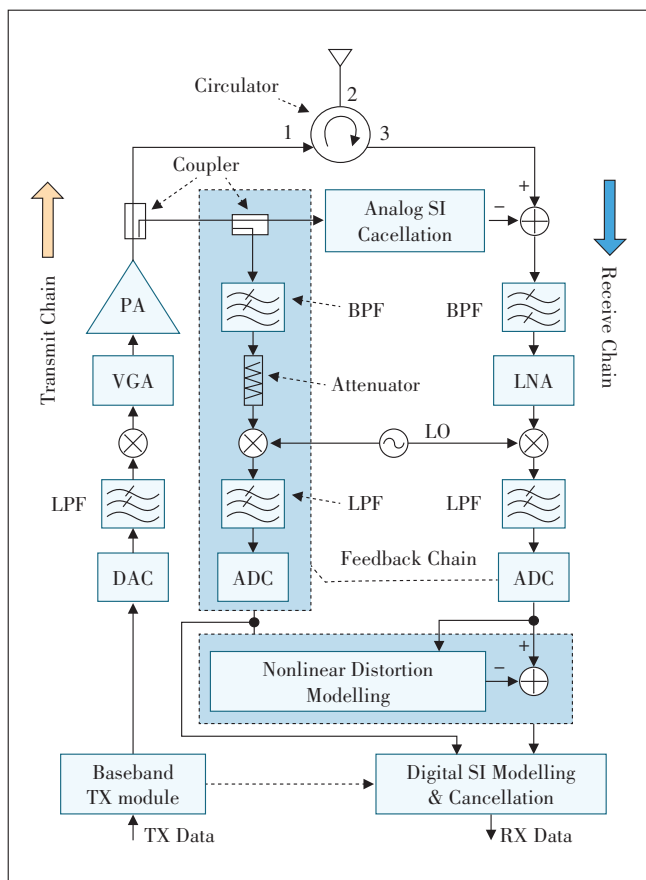 Circulator
2
1
3
Coupler
Analog SI
Cacellation
+
−
Transmit Chain
Receive Chain
PA
BPF
BPF
VGA
Attenuator
LNA
LO
LPF
LPF
LPF
DAC
ADC
Feedback Chain
ADC
Nonlinear Distortion
Modelling
−
+
Baseband
TX module
Digital SI Modelling
& Cancellation
TX Data
RX Data